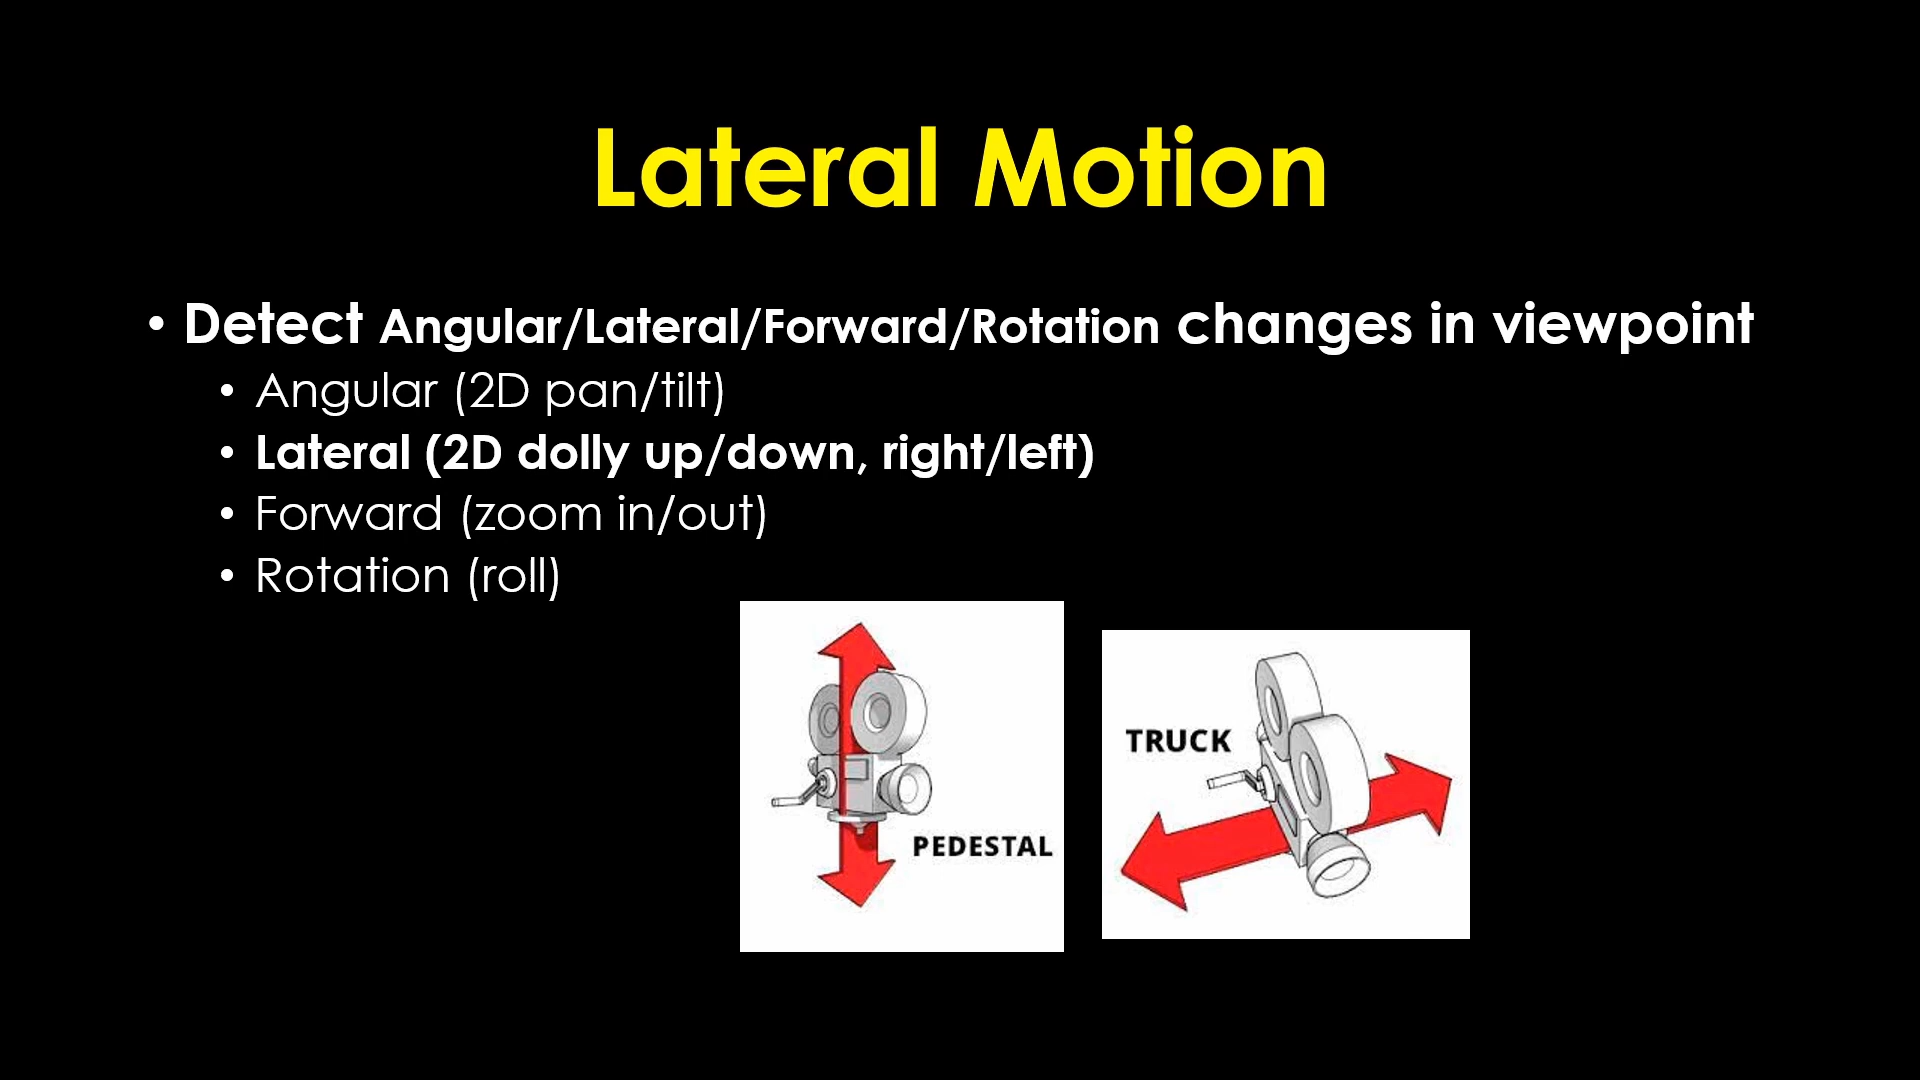 Lateral Motion
• Detect Angular/Lateral/Forward/Rotation changes in viewpoint
• Angular (2D pan/tilt)
• Lateral (2D dolly up/down, right/left)
• Forward (zoom in/out)
• Rotation (roll)
PEDESTAL
TRUCK